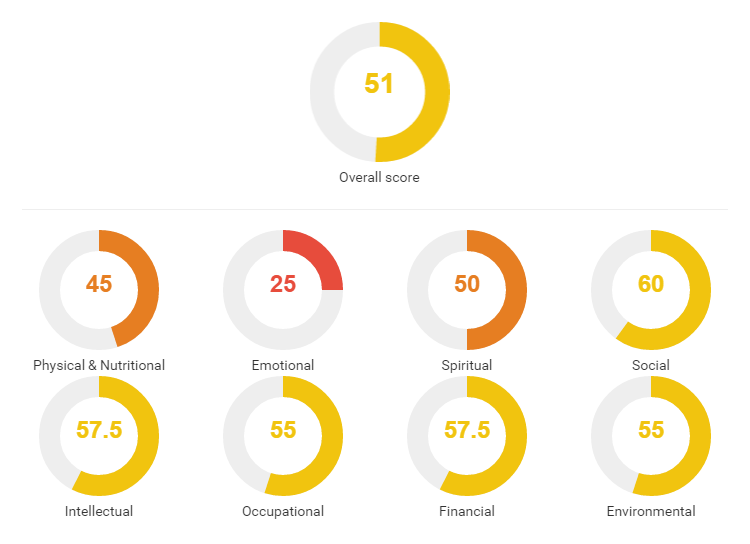 51
Overall score
45 25 50 60
Physical & Nutritional Emotional Spiritual Social
57.5 55 57.5 55
Intellectual Occupational Financial Environmental